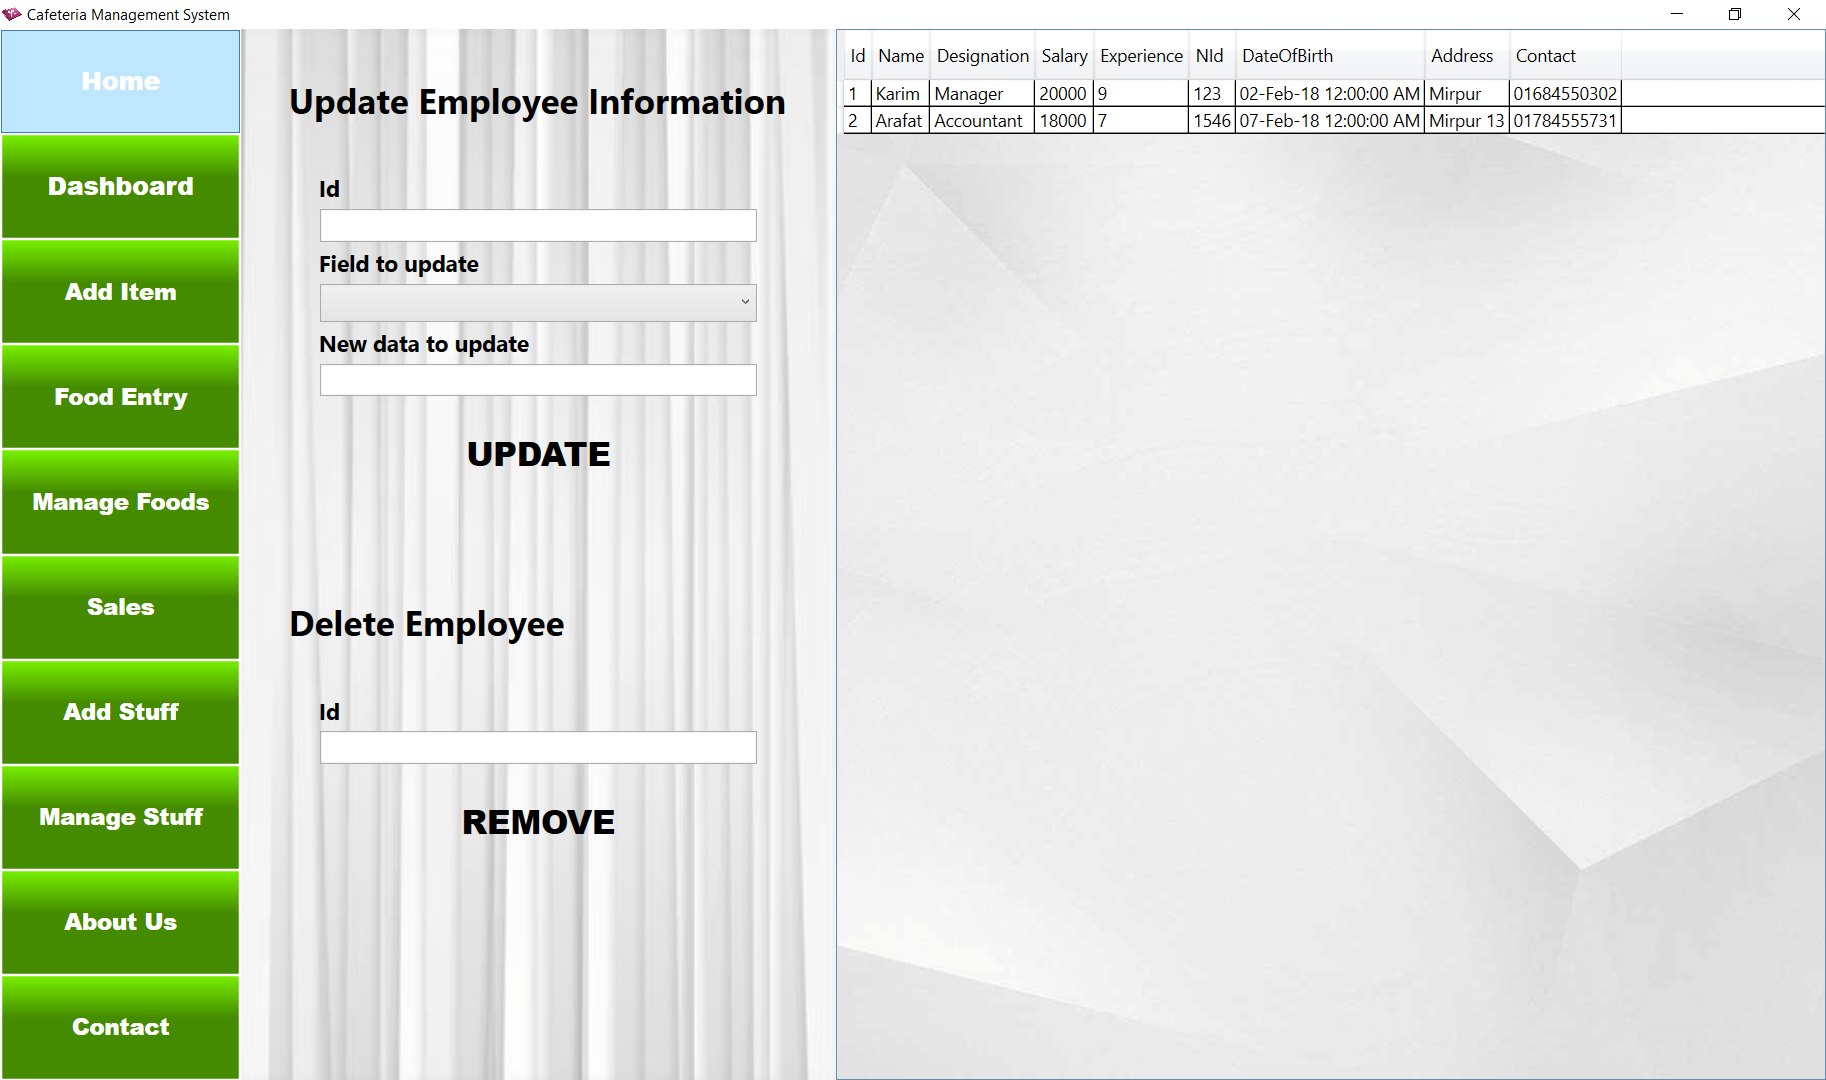 Cafeteria Management System
Home
Dashboard
Add Item
Food Entry
Manage Foods
Sales
Add Stuff
Manage Stuff
About Us
Contact
Update Employee Information
Id
Field to update
New data to update
UPDATE
Delete Employee
Id
REMOVE
Id Name Designation Salary Experience NId DateOfBirth Address Contact
1 Karim Manager 20000 9 123 02-Feb-18 12:00:00 AM Mirpur 01684550302
2 Arafat Accountant 18000 7 1546 07-Feb-18 12:00:00 AM Mirpur 13 01784555731